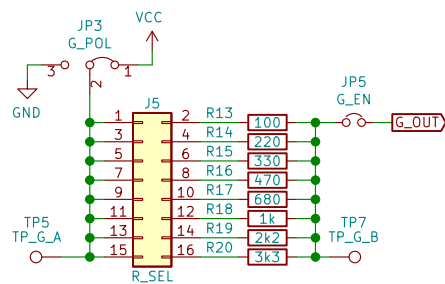 JP3
G_POL
VCC
3
2
1
GND
J5
JP5
G_EN
G_OUT
1 2 R13 100
3 4 R14 220
5 6 R15 330
7 8 R16 470
9 10 R17 680
11 12 R18 1k
13 14 R19 2k2
15 16 R20 3k3
TP5
TP_G_A
TP7
TP_G_B
R_SEL